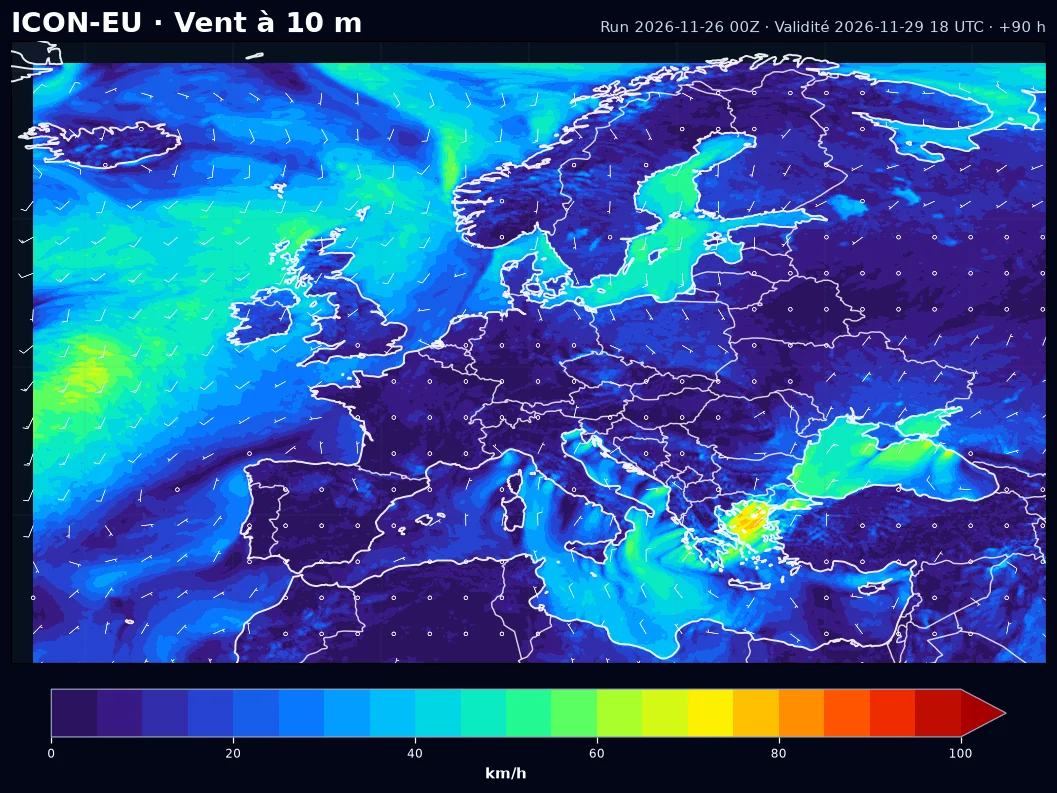 ICON-EU · Vent à 10 m
Run 2026-11-26 00Z · Validité 2026-11-29 18 UTC · +90 h
0 20 40 60 80 100
km/h